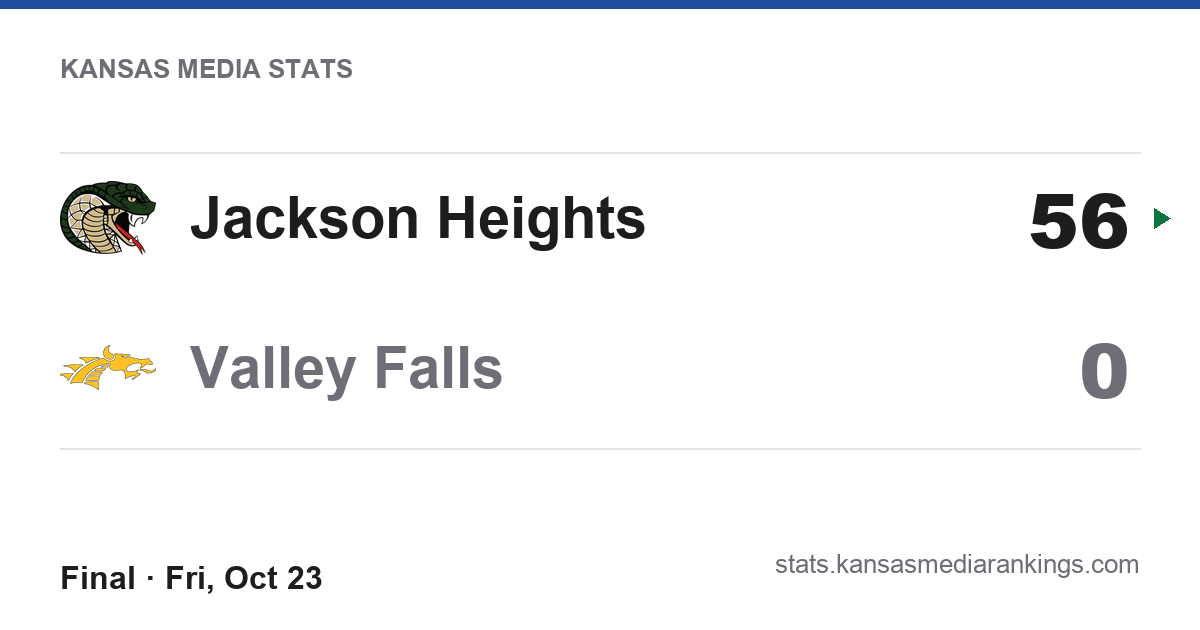 KANSAS MEDIA STATS
Jackson Heights 56
Valley Falls 0
Final · Fri, Oct 23
stats.kansasmediarankings.com